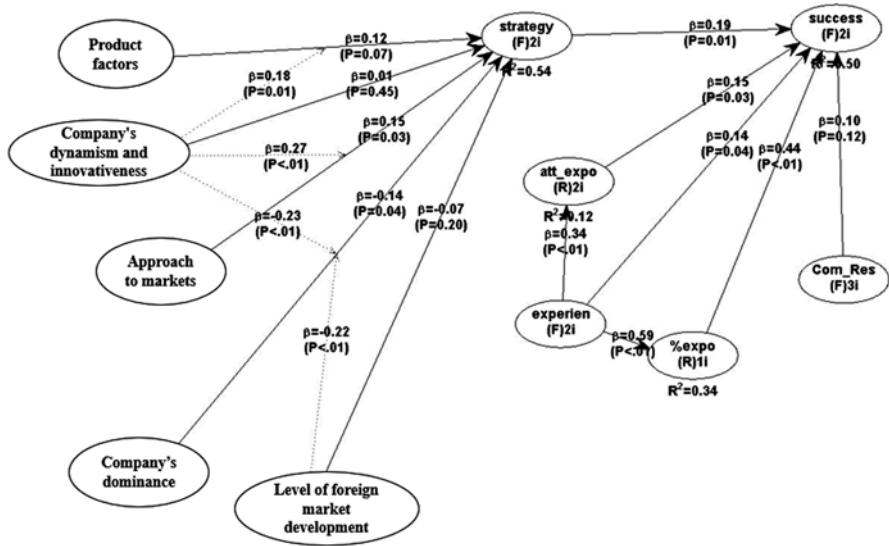 strategy
(F)2i
R²=0.54
success
(F)2i
R²=0.50
β=0.19
(P=0.01)
Product
factors
β=0.12
(P=0.07)
β=0.18
(P=0.01)
β=0.01
(P=0.45)
β=0.15
(P=0.03)
Company's
dynamism and
innovativeness
β=0.27
(P<.01)
β=-0.23
(P<.01)
β=-0.14
(P=0.04)
β=-0.07
(P=0.20)
Approach
to markets
β=-0.22
(P<.01)
Company's
dominance
Level of foreign
market
development
β=0.15
(P=0.03)
β=0.14
(P=0.04)
β=0.44
(P<.01)
β=0.10
(P=0.12)
att_expo
(R)2i
R²=0.12
β=0.34
(P<.01)
Com_Res
(F)3i
experien
(F)2i
β=0.59
(P<.01)
%expo
(R)1i
R²=0.34